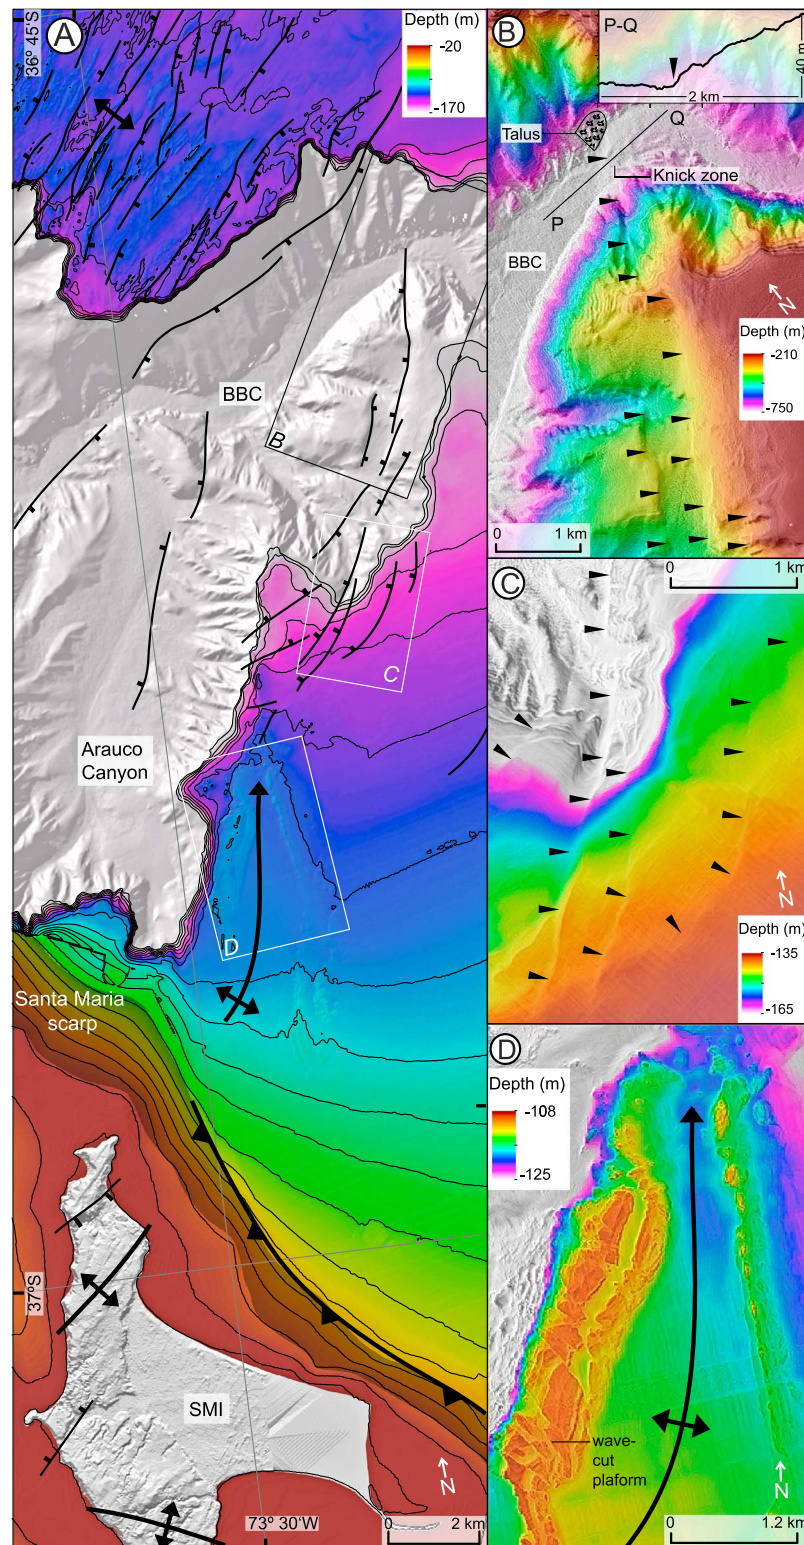 A
36° 45'S
Depth (m)
-20
-170
BBC
B
C
Arauco
Canyon
D
Santa Maria
scarp
37°S
SMI
N
73° 30'W
0 2 km
B
P-Q
40 m
2 km
Talus
Q
Knick zone
P
BBC
N
Depth (m)
-210
-750
0 1 km
C
0 1 km
N
Depth (m)
-135
-165
D
Depth (m)
-108
-125
wave-
cut
plaform
N
0 1.2 km